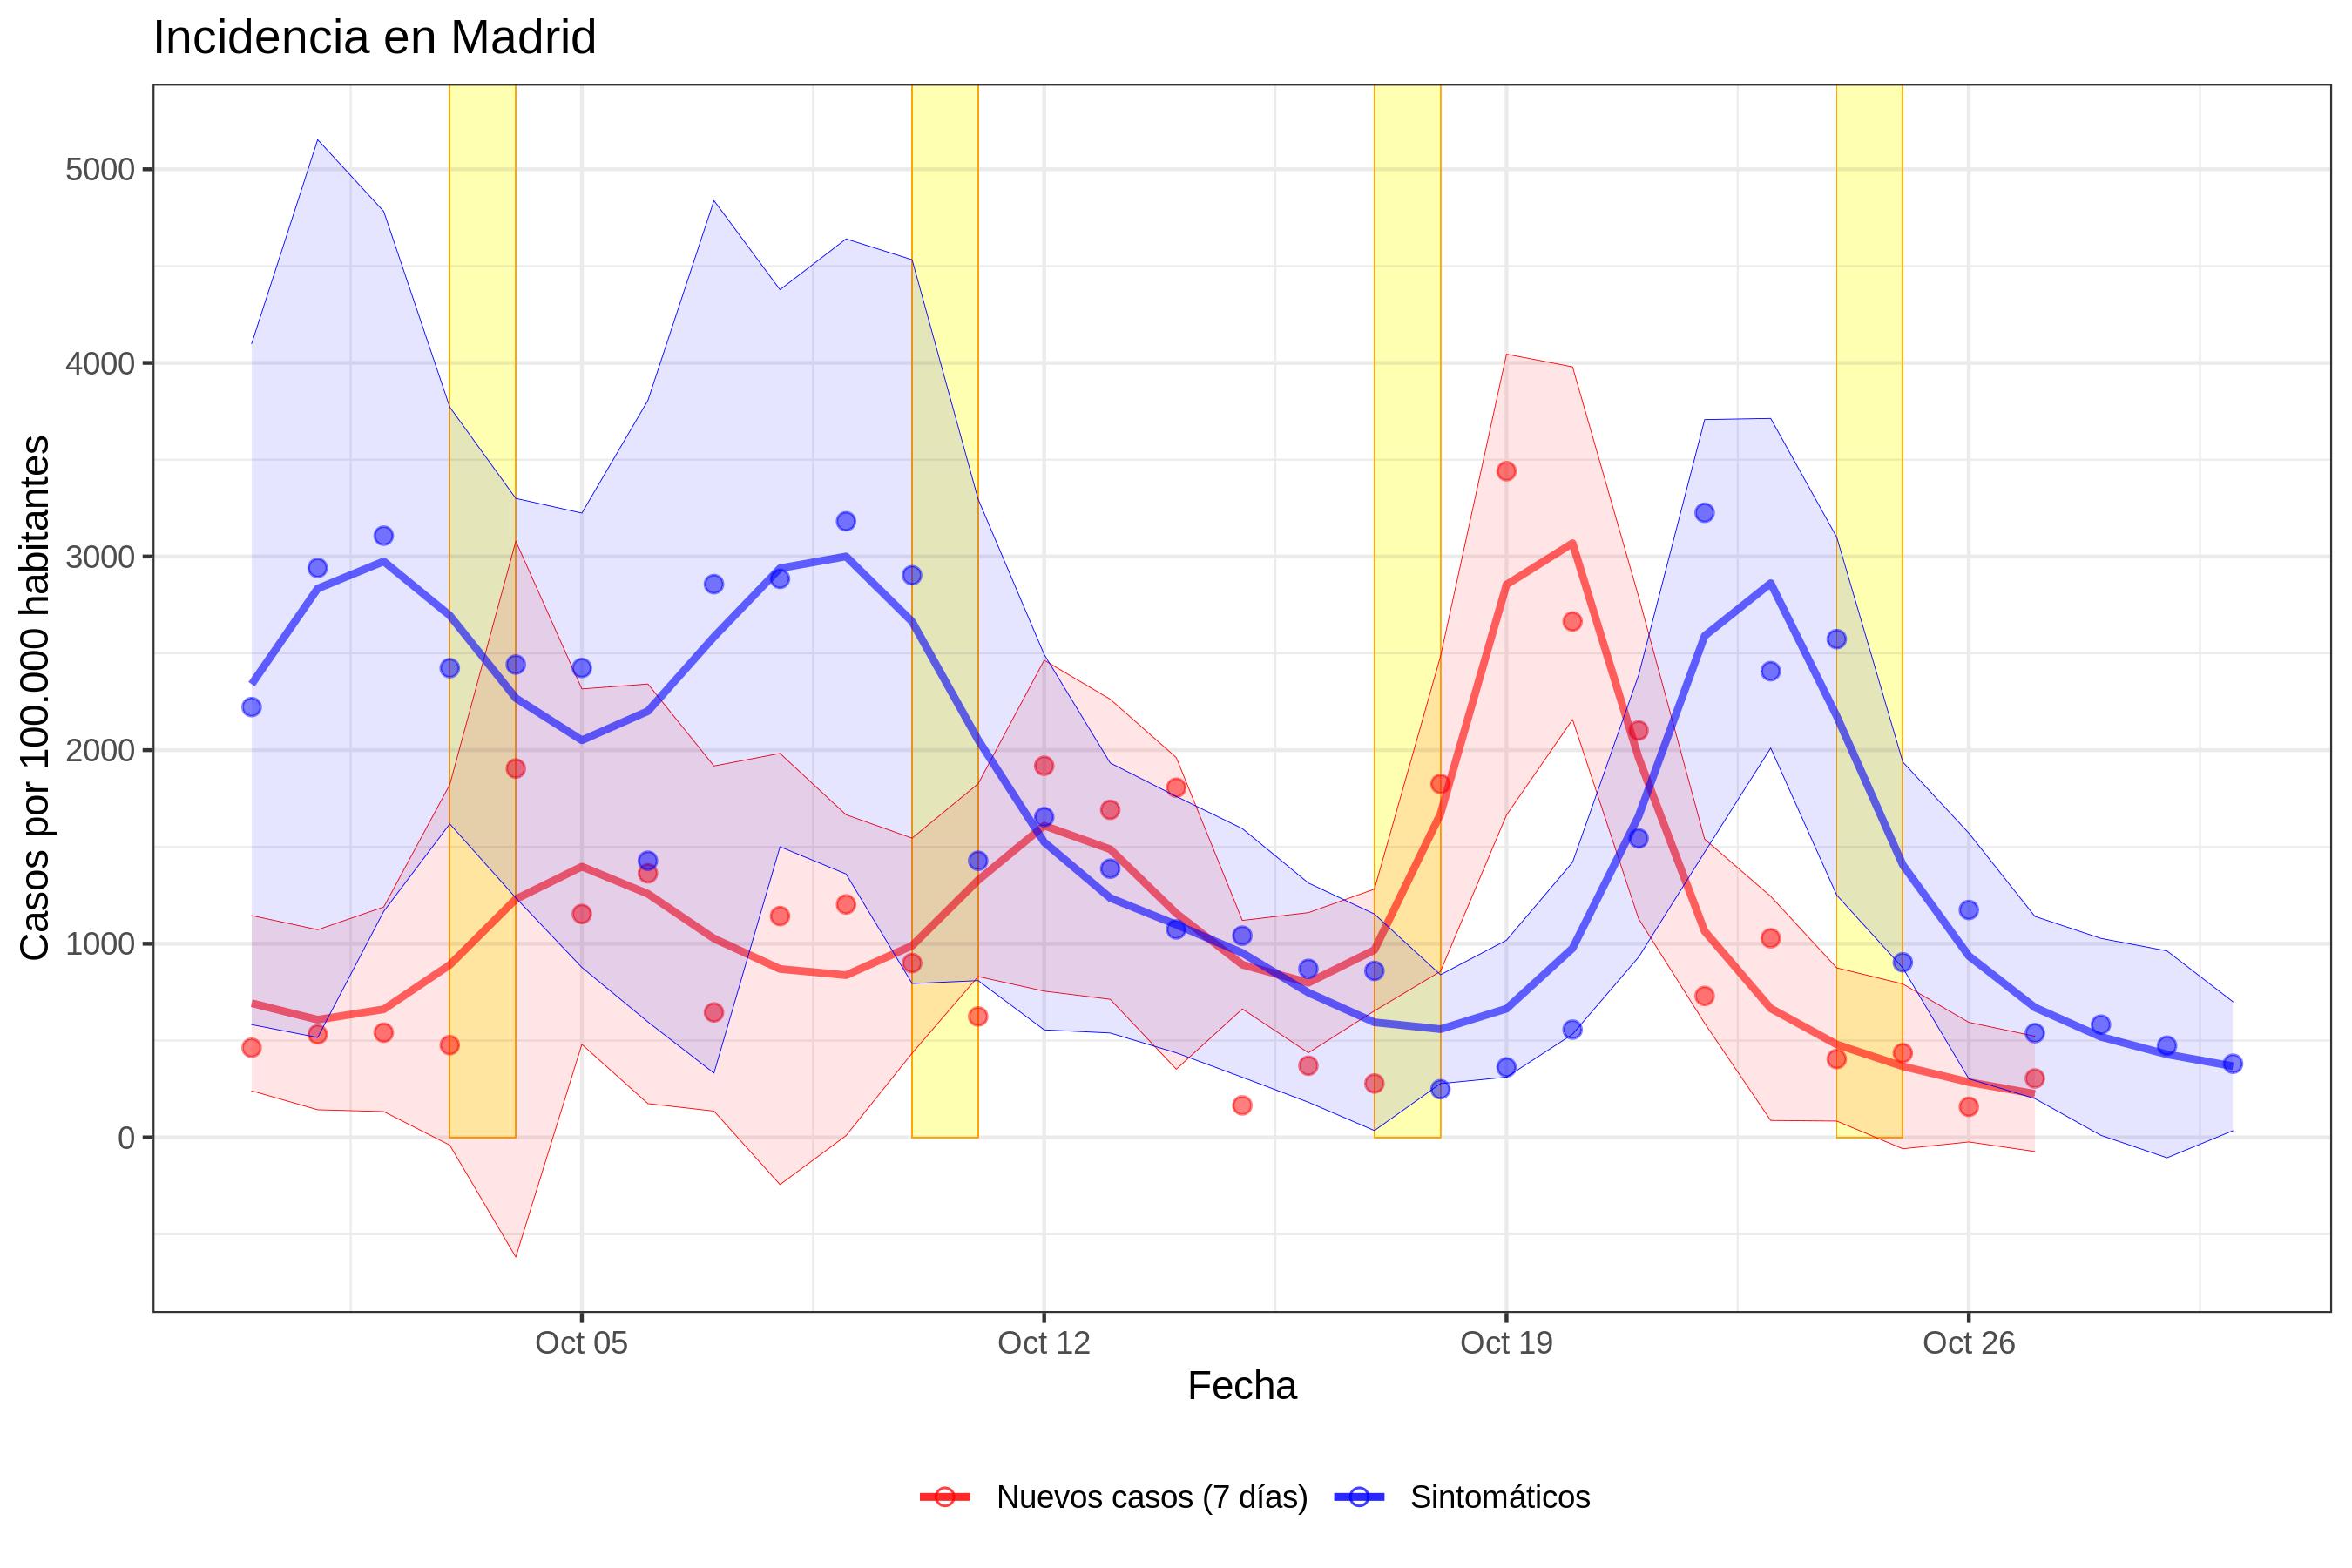 Incidencia en Madrid
Casos por 100.000 habitantes
5000
4000
3000
2000
1000
0
Oct 05
Oct 12
Oct 19
Oct 26
Fecha
Nuevos casos (7 días)
Sintomáticos